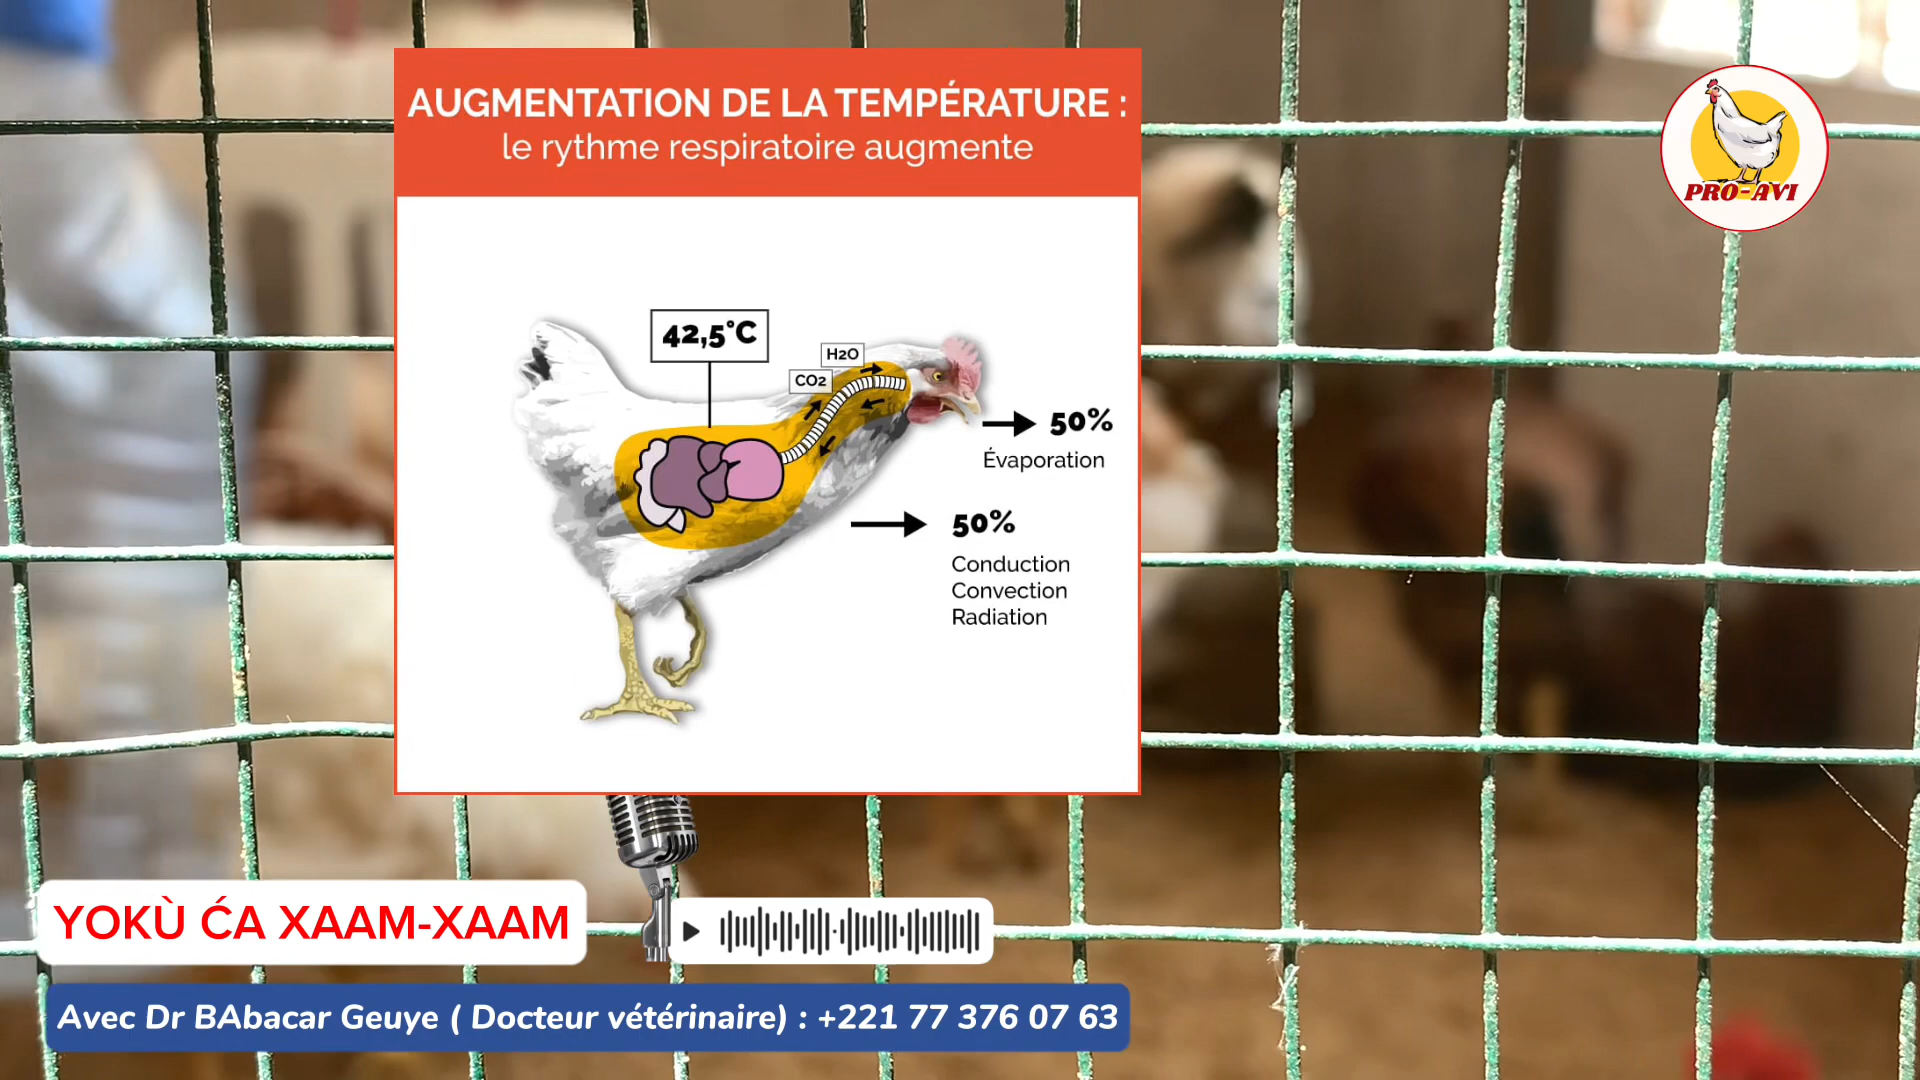 AUGMENTATION DE LA TEMPÉRATURE :
le rythme respiratoire augmente
PRO-AVI
42,5°C
H2O
CO2
50%
Évaporation
50%
Conduction
Convection
Radiation
YOKÙ ĆA XAAM-XAAM
Avec Dr BAbacar Geuye ( Docteur vétérinaire) : +221 77 376 07 63